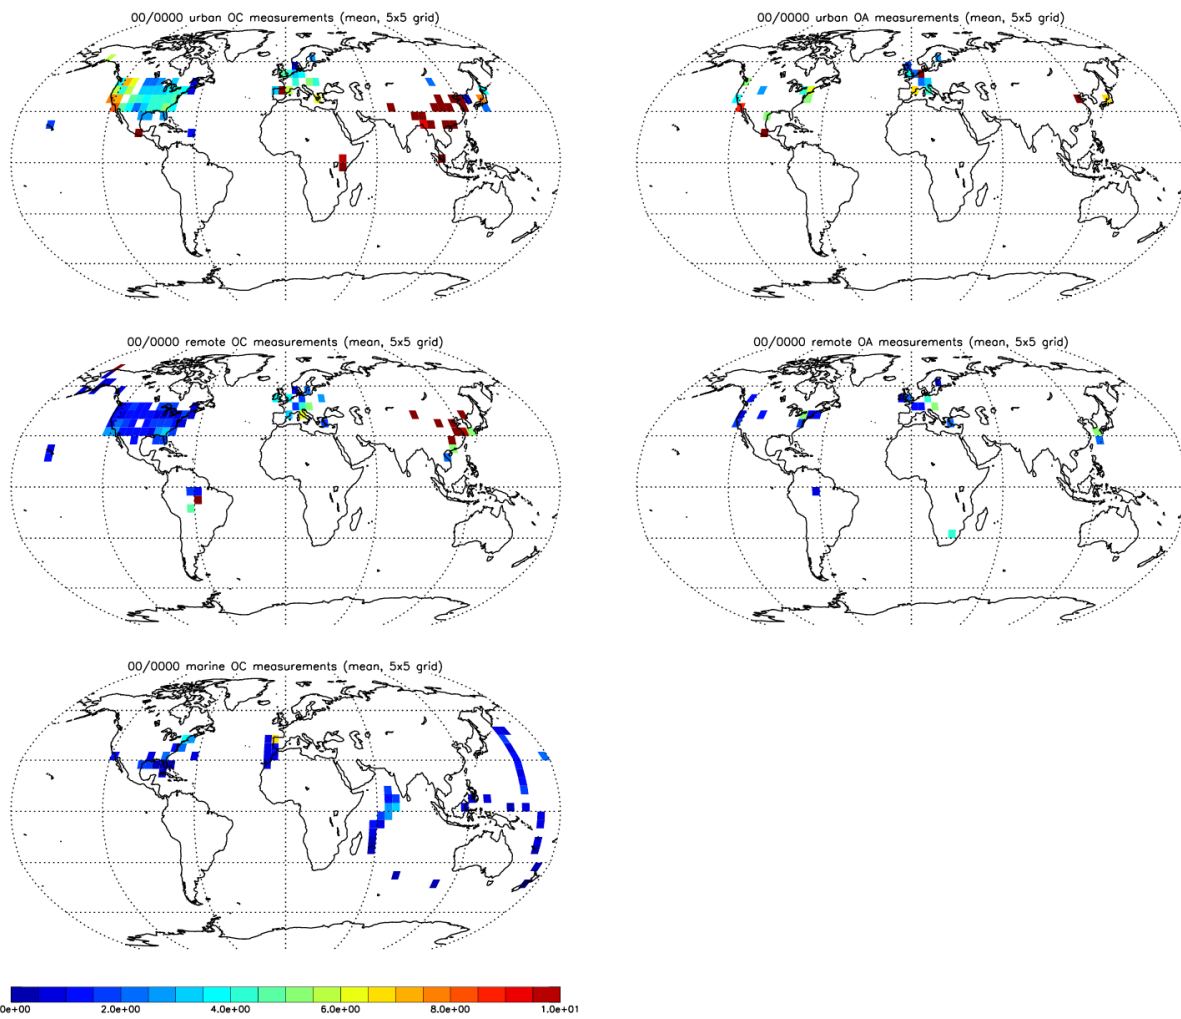 00/0000 urban OC measurements (mean, 5x5 grid)
00/0000 urban OA measurements (mean, 5x5 grid)
00/0000 remote OC measurements (mean, 5x5 grid)
00/0000 remote OA measurements (mean, 5x5 grid)
00/0000 marine OC measurements (mean, 5x5 grid)
0e+00 2.0e+00 4.0e+00 6.0e+00 8.0e+00 1.0e+01